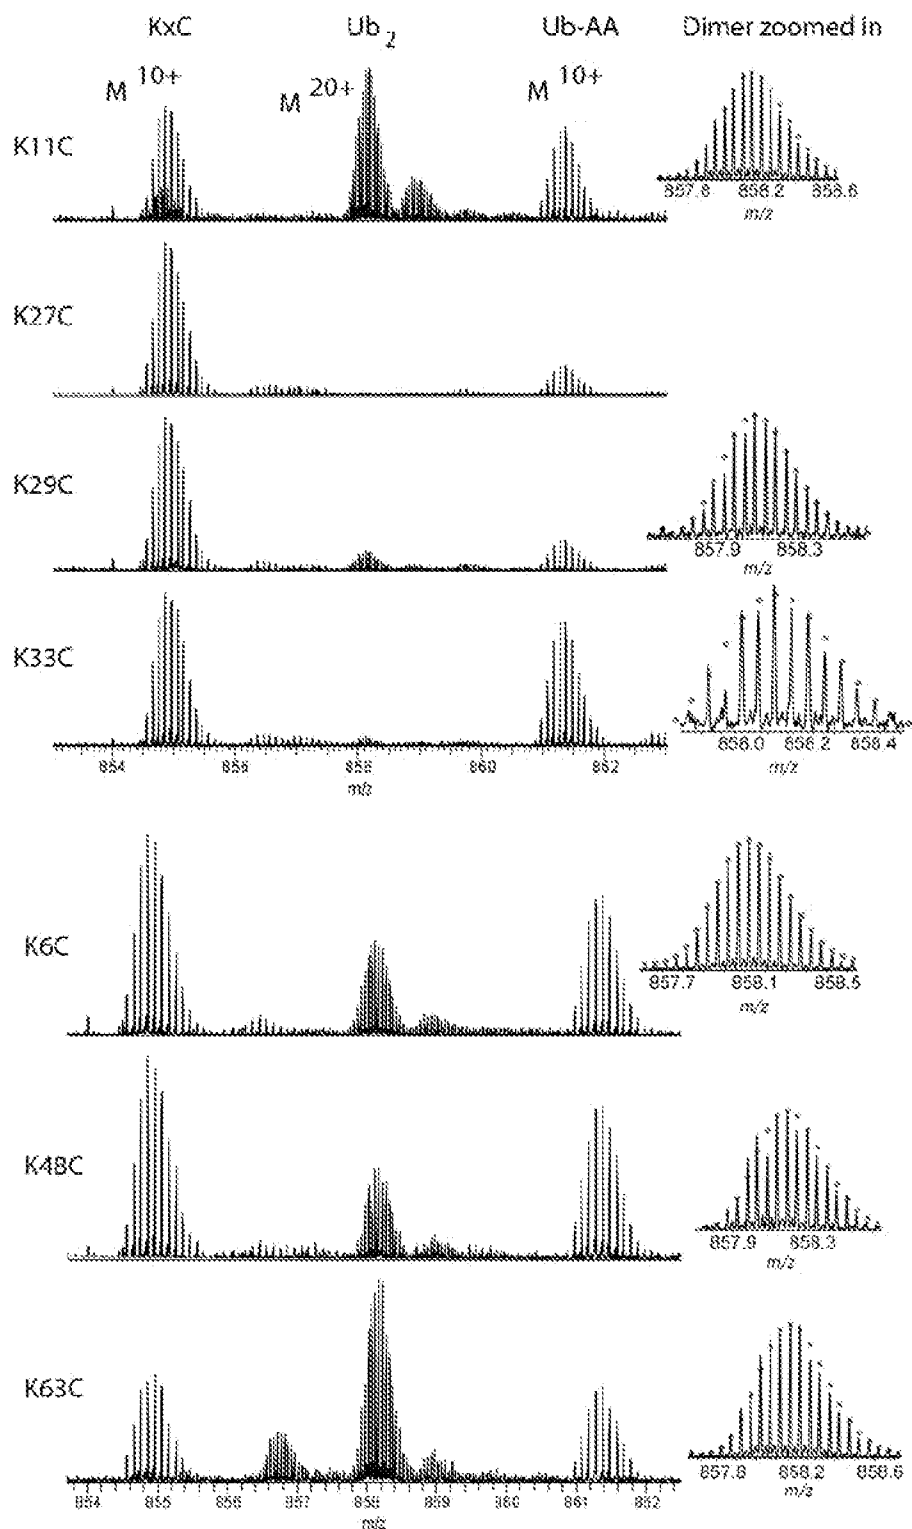 KxC Ub2 Ub-AA Dimer zoomed in
M 10+ M 20+ M 10+
K11C
857.8 858.2 858.6
m/z
K27C
K29C
857.9 858.3
m/z
K33C
858.0 858.2 858.4
m/z
854 856 858 860 862
m/z
K6C
857.7 858.1 858.5
m/z
K48C
857.9 858.3
m/z
K63C
857.8 858.2 858.6
m/z
854 855 856 857 858 859 860 861 862
m/z